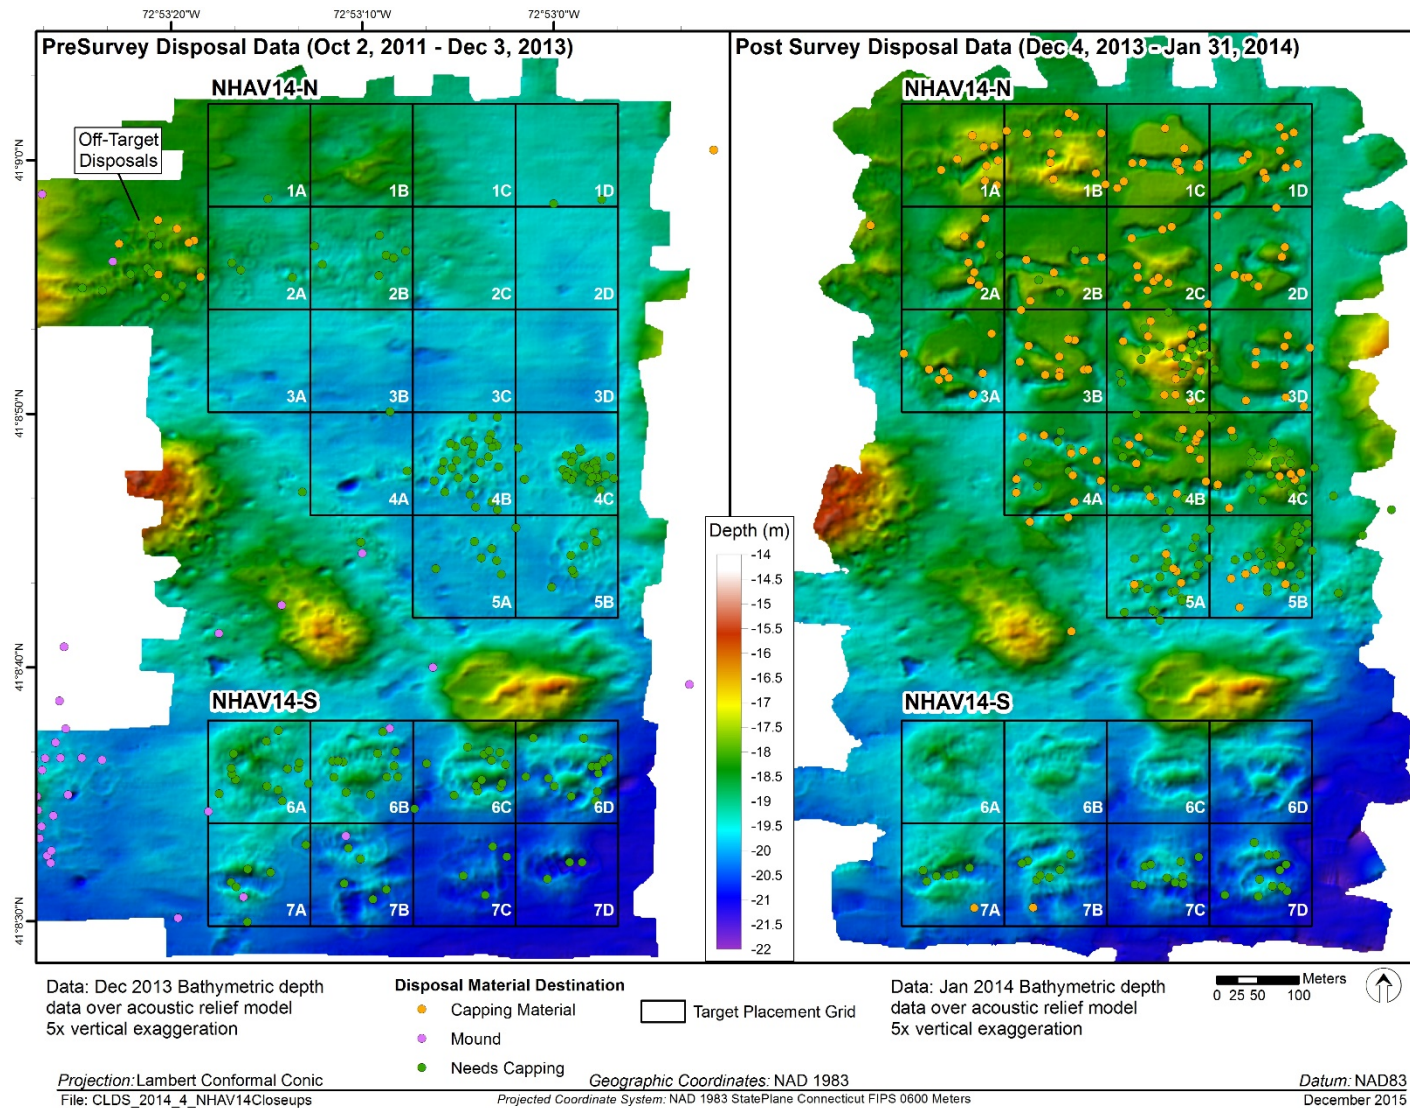 72°53'20"W
72°53'10"W
72°53'0"W
PreSurvey Disposal Data (Oct 2, 2011 - Dec 3, 2013)
Post Survey Disposal Data (Dec 4, 2013 - Jan 31, 2014)
NHAV14-N
NHAV14-N
Off-Target
Disposals
41°9'0"N
1A
1B
1C
1D
1A
1B
1C
1D
2A
2B
2C
2D
2A
2B
2C
2D
3A
3B
3C
3D
3A
3B
3C
3D
41°8'50"N
4A
4B
4C
4A
4B
4C
Depth (m)
-14
-14.5
-15
-15.5
-16
-16.5
-17
-17.5
-18
-18.5
-19
-19.5
-20
-20.5
-21
-21.5
-22
5A
5B
5A
5B
41°8'40"N
NHAV14-S
NHAV14-S
6A
6B
6C
6D
6A
6B
6C
6D
7A
7B
7C
7D
7A
7B
7C
7D
41°8'30"N
Data: Dec 2013 Bathymetric depth
data over acoustic relief model
5x vertical exaggeration
Disposal Material Destination
Capping Material
Mound
Needs Capping
Target Placement Grid
Data: Jan 2014 Bathymetric depth
data over acoustic relief model
5x vertical exaggeration
Meters
0 25 50 100
Projection: Lambert Conformal Conic
Geographic Coordinates: NAD 1983
Datum: NAD83
File: CLDS_2014_4_NHAV14Closeups
Projected Coordinate System: NAD 1983 StatePlane Connecticut FIPS 0600 Meters
December 2015